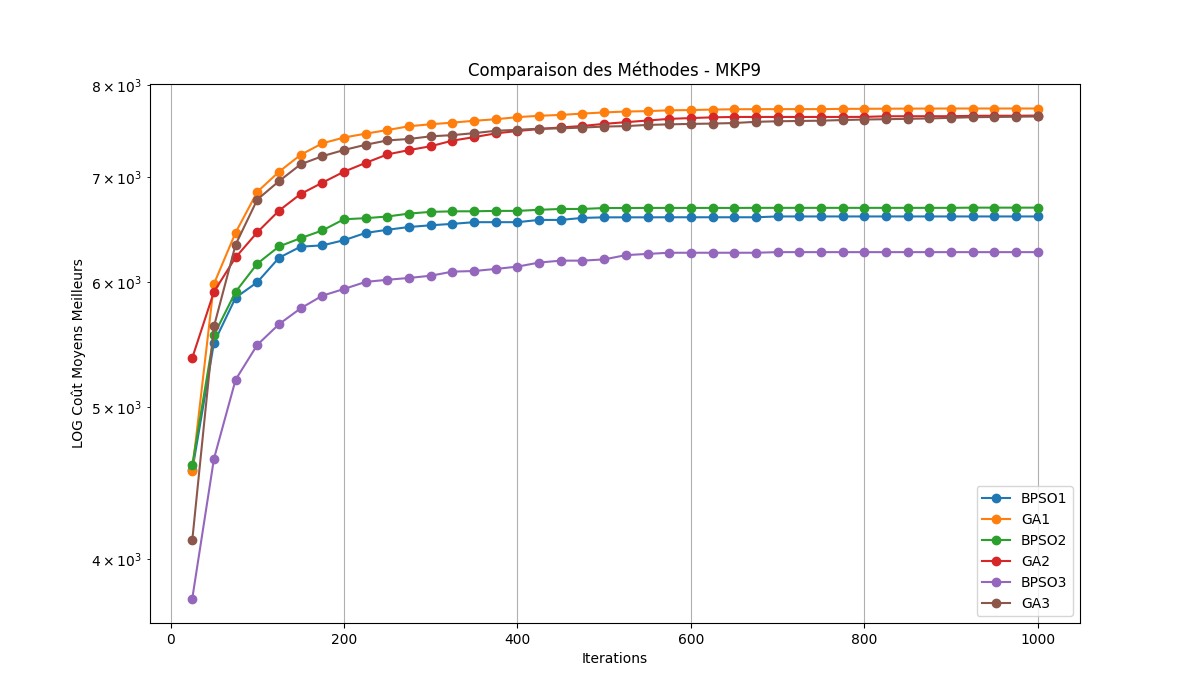 Comparaison des Méthodes - MKP9
LOG Coût Moyens Meilleurs
8 × 10³
7 × 10³
6 × 10³
5 × 10³
4 × 10³
0 200 400 600 800 1000
Iterations
BPSO1
GA1
BPSO2
GA2
BPSO3
GA3